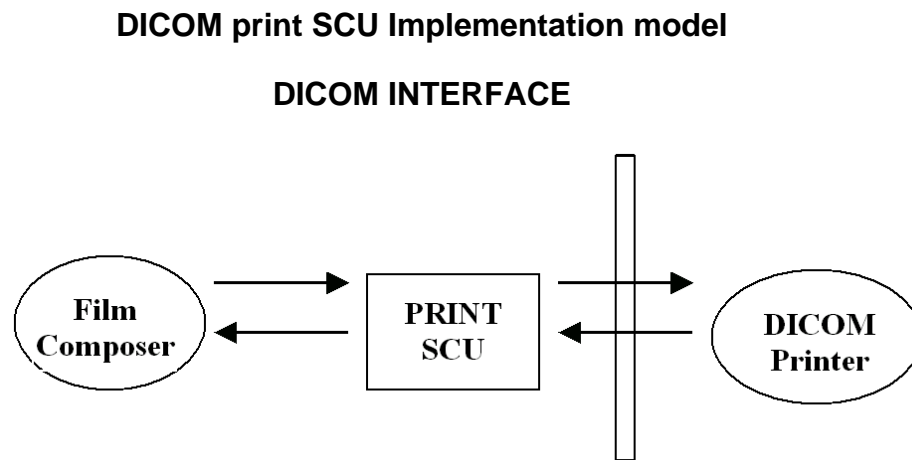 DICOM print SCU Implementation model
DICOM INTERFACE
Film
Composer
PRINT
SCU
DICOM
Printer